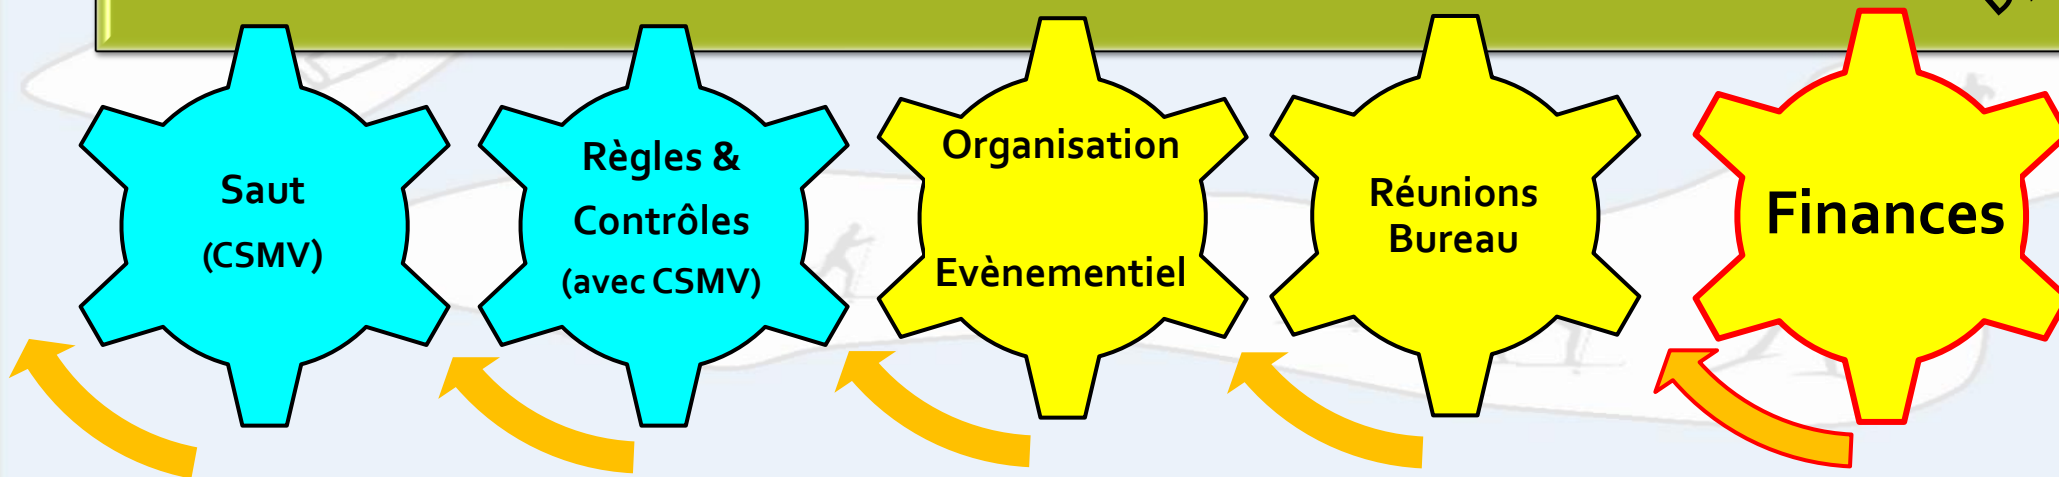 Saut
(CSMV)
Règles &
Contrôles
(avec CSMV)
Organisation
Evènementiel
Réunions
Bureau
Finances